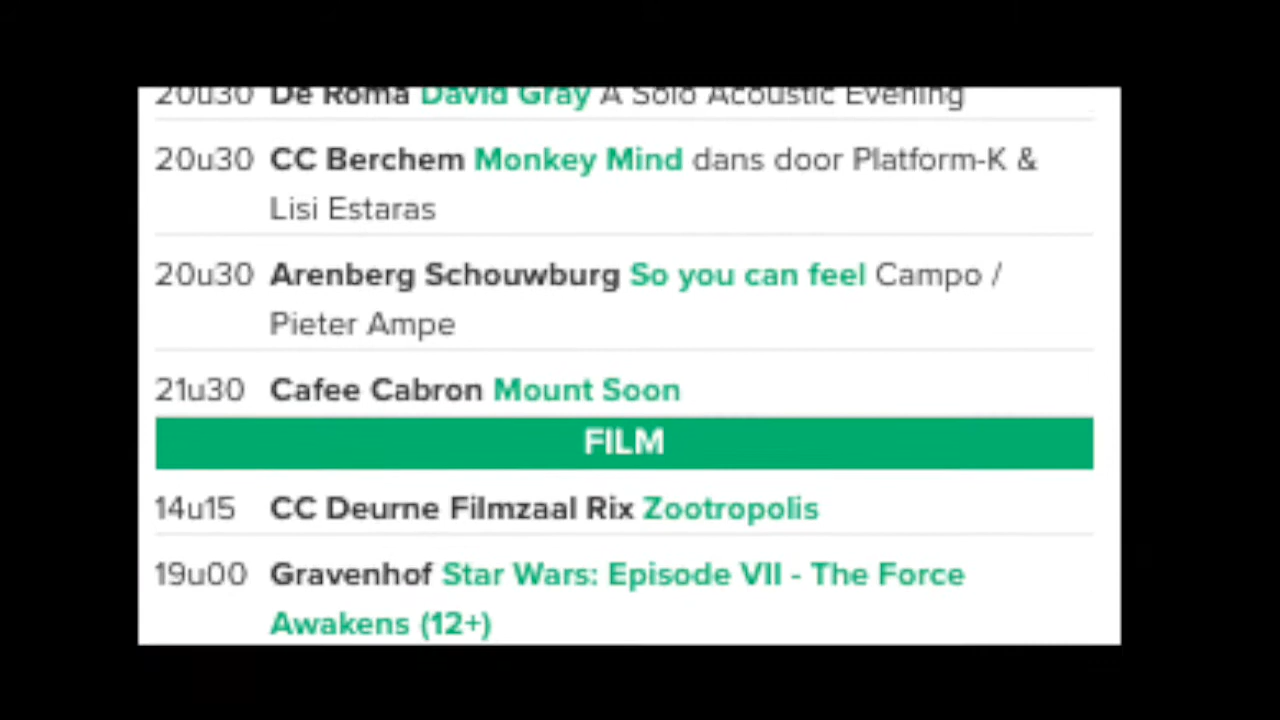 20u30 De Roma David Gray A Solo Acoustic Evening
20u30 CC Berchem Monkey Mind dans door Platform-K &
Lisi Estaras
20u30 Arenberg Schouwburg So you can feel Campo /
Pieter Ampe
21u30 Cafee Cabron Mount Soon
FILM
14u15 CC Deurne Filmzaal Rix Zootropolis
19u00 Gravenhof Star Wars: Episode VII - The Force
Awakens (12+)